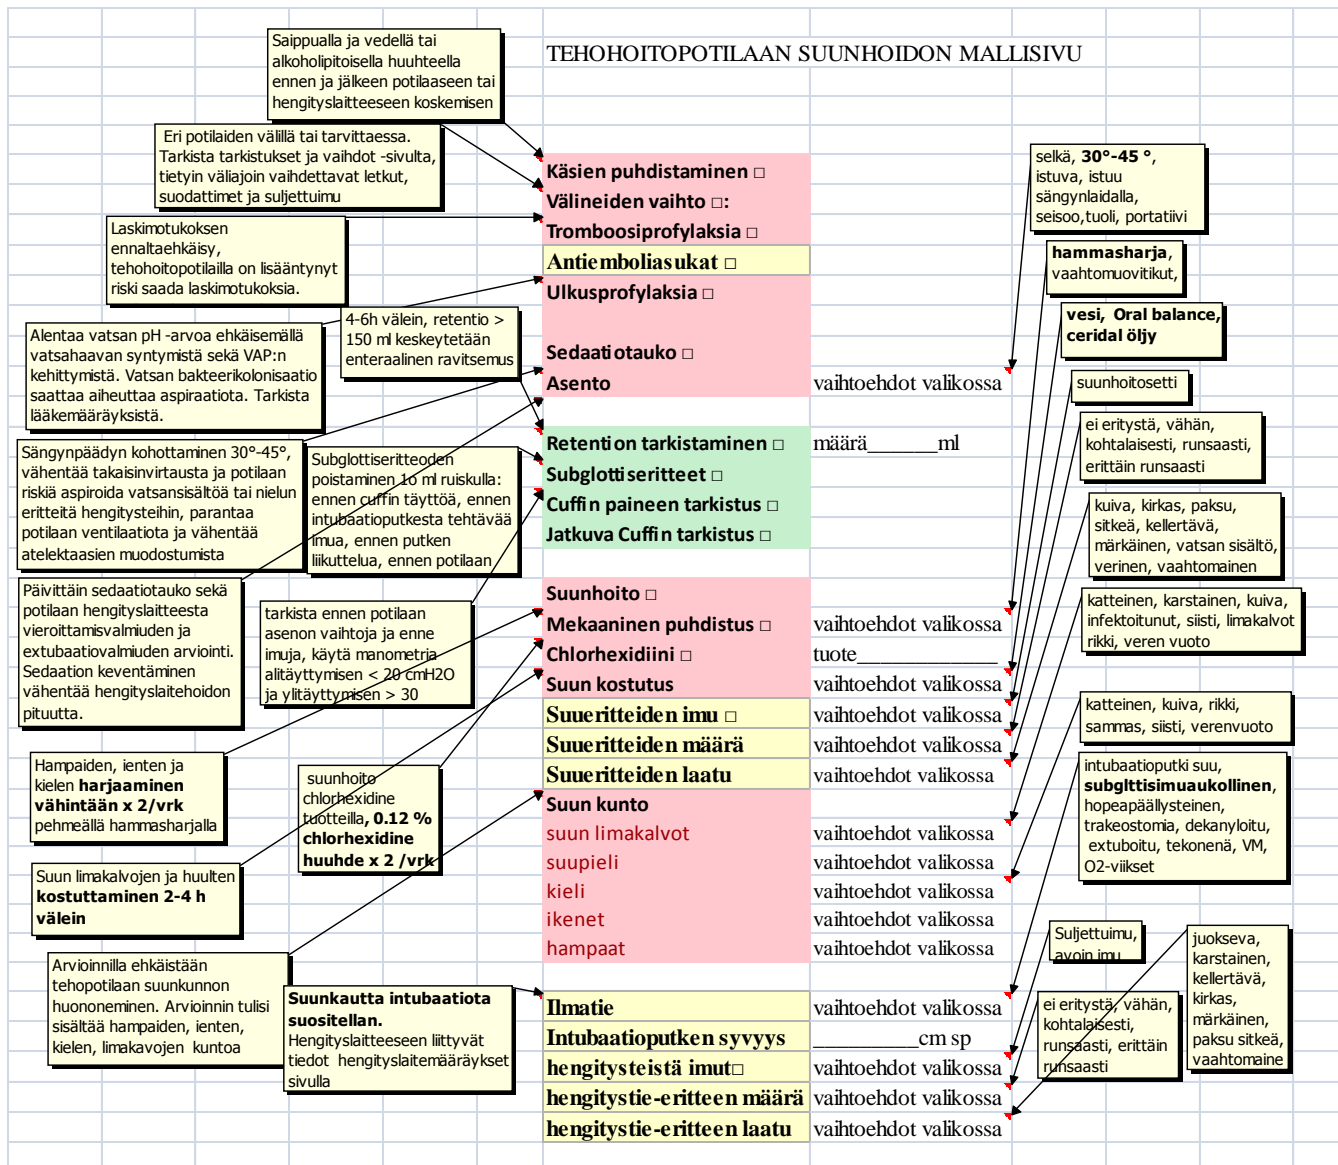 TEHOHOITOPOTILAAN SUUNHOIDON MALLISIVU
Saippualla ja vedellä tai
alkoholipitoisella huuhteella
ennen ja jälkeen potilaaseen tai
hengityslaitteeseen koskemisen
Eri potilaiden välillä tai tarvittaessa.
Tarkista tarkistukset ja vaihdot -sivulta,
tietyin väliajoin vaihdettavat letkut,
suodattimet ja suljettuimu
Laskimotukoksen
ennaltaehkäisy,
tehohoitopotilailla on lisääntynyt
riski saada laskimotukoksia.
Alentaa vatsan pH -arvoa ehkäisemällä
vatsahaavan syntymistä sekä VAP:n
kehittymistä. Vatsan bakteerikolonisaatio
saattaa aiheuttaa aspiraatiota. Tarkista
lääkemääräyksistä.
4-6h välein, retentio >
150 ml keskeytetään
enteraalinen ravitsemus
Sängynpäädyn kohottaminen 30°-45°,
vähentää takaisinvirtausta ja potilaan
riskiä aspiroida vatsansisältöä tai nielun
eritteitä hengitysteihin, parantaa
potilaan ventilaatiota ja vähentää
atelektaasien muodostumista
Subglottiseritteoden
poistaminen 1o ml ruiskulla:
ennen cuffin täyttöä, ennen
intubaatioputkesta tehtävää
imua, ennen putken
liikuttelua, ennen potilaan
Päivittäin sedaatiotauko sekä
potilaan hengityslaitteesta
vieroittamisvalmiuden ja
extubaatiovalmiuden arviointi.
Sedaation keventäminen
vähentää hengityslaitehoidon
pituutta.
tarkista ennen potilaan
asenon vaihtoja ja enne
imuja, käytä manometria
alitäyttymisen < 20 cmH2O
ja ylitäyttymisen > 30
Hampaiden, ienten ja
kielen harjaaminen
vähintään x 2/vrk
pehmeällä hammasharjalla
suunhoito
chlorhexidine
tuotteilla, 0.12 %
chlorhexidine
huuhde x 2 /vrk
Suun limakalvojen ja huulten
kostuttaminen 2-4 h
välein
Arvioinnilla ehkäistään
tehopotilaan suunkunnon
huononeminen. Arvioinnin tulisi
sisältää hampaiden, ienten,
kielen, limakavojen kuntoa
Suunkautta intubaatiota
suositellan.
Hengityslaitteeseen liittyvät
tiedot hengityslaitemääräykset
sivulla
Käsien puhdistaminen □
Välineiden vaihto □:
Tromboosiprofylaksia □
Antiemboliasukat □
Ulkusprofylaksia □
Sedaatiotauko □
Asento vaihtoehdot valikossa
Retention tarkistaminen □ määrä______ml
Subglottiseritteet □
Cuffin paineen tarkistus □
Jatkuva Cuffin tarkistus □
Suunhoito □
Mekaaninen puhdistus □ vaihtoehdot valikossa
Chlorhexidiini □ tuote____________
Suun kostutus vaihtoehdot valikossa
Suueritteiden imu □ vaihtoehdot valikossa
Suueritteiden määrä vaihtoehdot valikossa
Suueritteiden laatu vaihtoehdot valikossa
Suun kunto
suun limakalvot vaihtoehdot valikossa
suupieli vaihtoehdot valikossa
kieli vaihtoehdot valikossa
ikenet vaihtoehdot valikossa
hampaat vaihtoehdot valikossa
Ilmatie vaihtoehdot valikossa
Intubaatioputken syvyys _________cm sp
hengitysteistä imut□ vaihtoehdot valikossa
hengitystie-eritteen määrä vaihtoehdot valikossa
hengitystie-eritteen laatu vaihtoehdot valikossa
selkä, 30°-45 °,
istuva, istuu
sängynlaidalla,
seisoo,tuoli, portatiivi
hammasharja,
vaahtomuovitikut,
vesi, Oral balance,
ceridal öljy
suunhoitosetti
ei eritystä, vähän,
kohtalaisesti, runsaasti,
erittäin runsaasti
kuiva, kirkas, paksu,
sitkeä, kellertävä,
märkäinen, vatsan sisältö,
verinen, vaahtomainen
katteinen, karstainen, kuiva,
infektoitunut, siisti, limakalvot
rikki, veren vuoto
katteinen, kuiva, rikki,
sammas, siisti, verenvuoto
intubaatioputki suu,
subglttisimuaukollinen,
hopeapäällysteinen,
trakeostomia, dekanyloitu,
extuboitu, tekonenä, VM,
O2-viikset
Suljettuimu,
avoin imu
ei eritystä, vähän,
kohtalaisesti,
runsaasti, erittäin
runsaasti
juokseva,
karstainen,
kellertävä,
kirkas,
märkäinen,
paksu sitkeä,
vaahtomaine